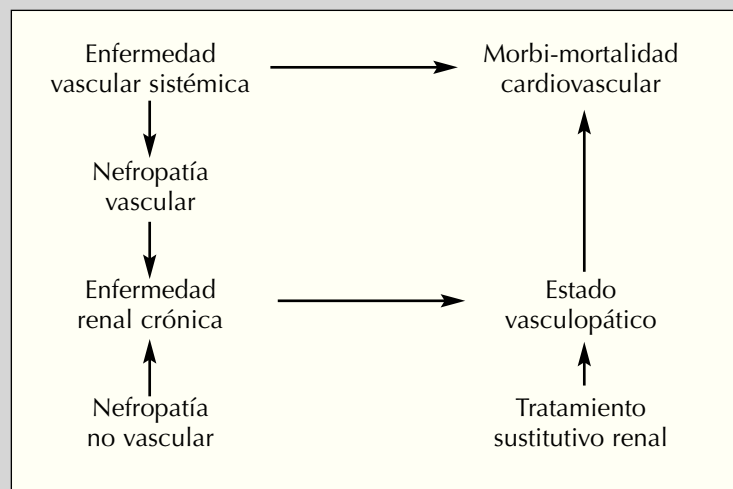 Enfermedad
vascular sistémica
Morbi-mortalidad
cardiovascular
Nefropatía
vascular
Enfermedad
renal crónica
Estado
vasculopático
Nefropatía
no vascular
Tratamiento
sustitutivo renal